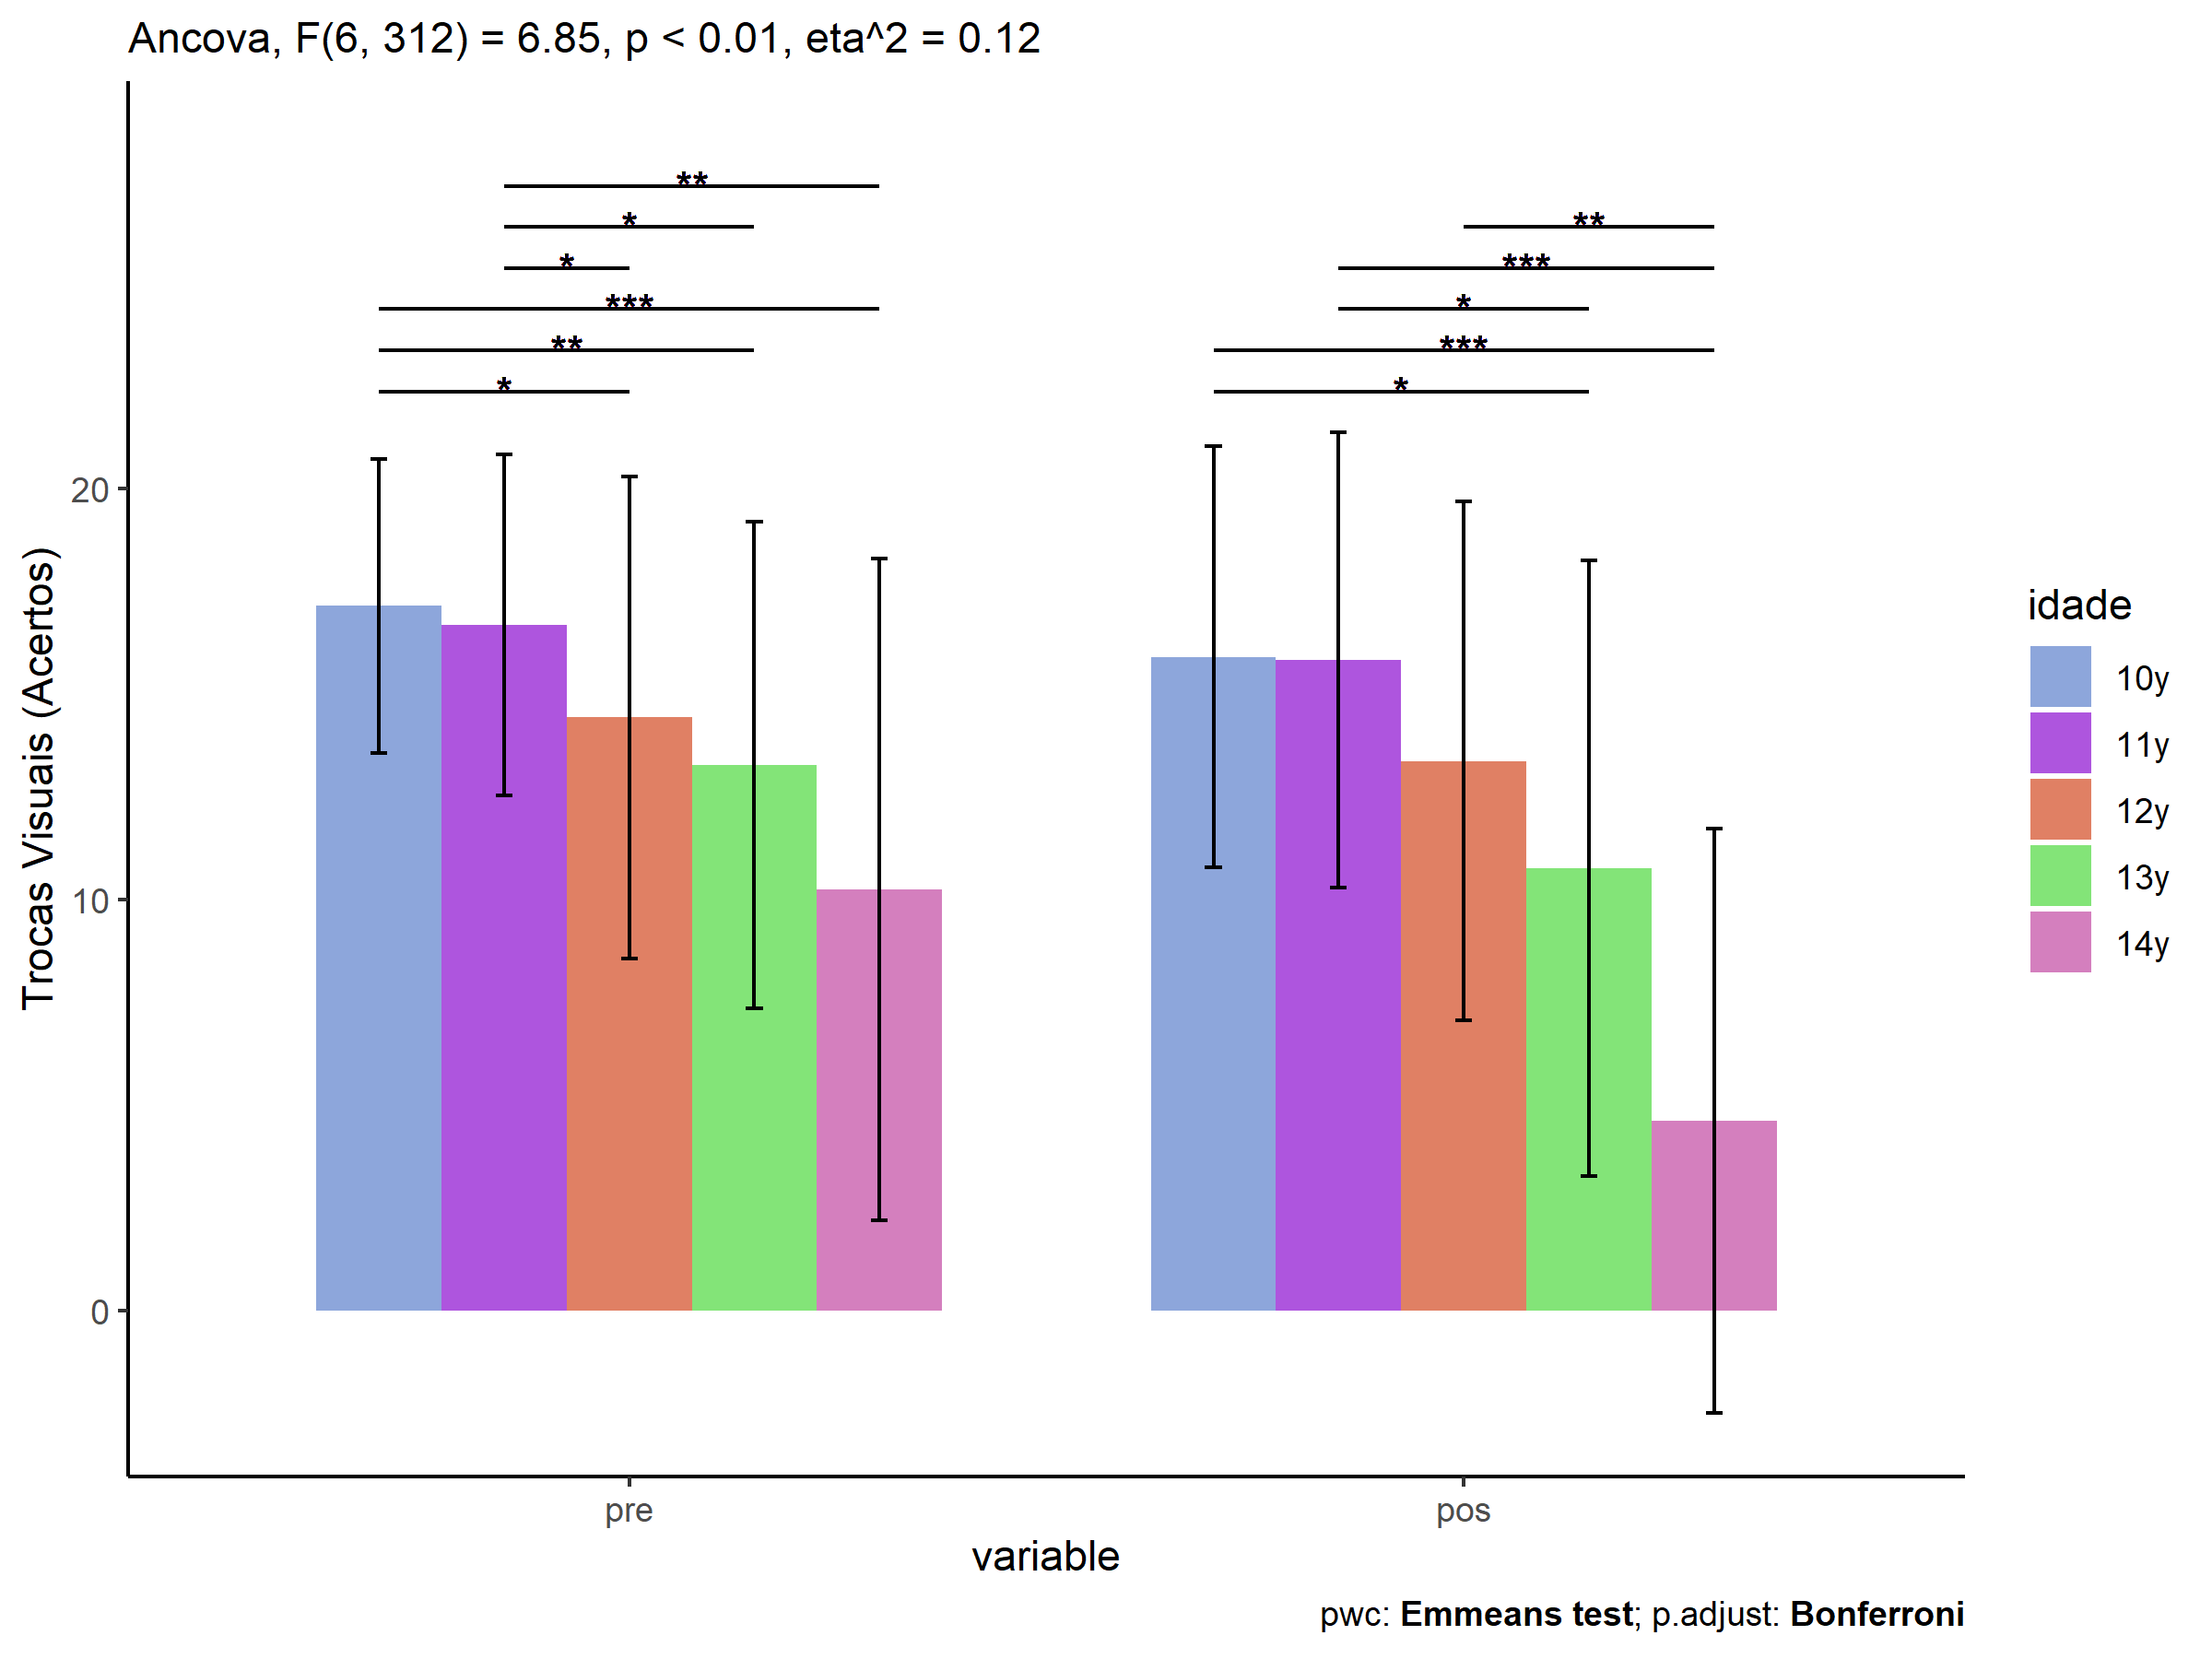 Ancova, F(6, 312) = 6.85, p < 0.01, eta^2 = 0.12
**
*
*
***
**
*
**
***
*
***
*
Trocas Visuais (Acertos)
20
10
0
pre
pos
variable
idade
10y
11y
12y
13y
14y
pwc: Emmeans test; p.adjust: Bonferroni